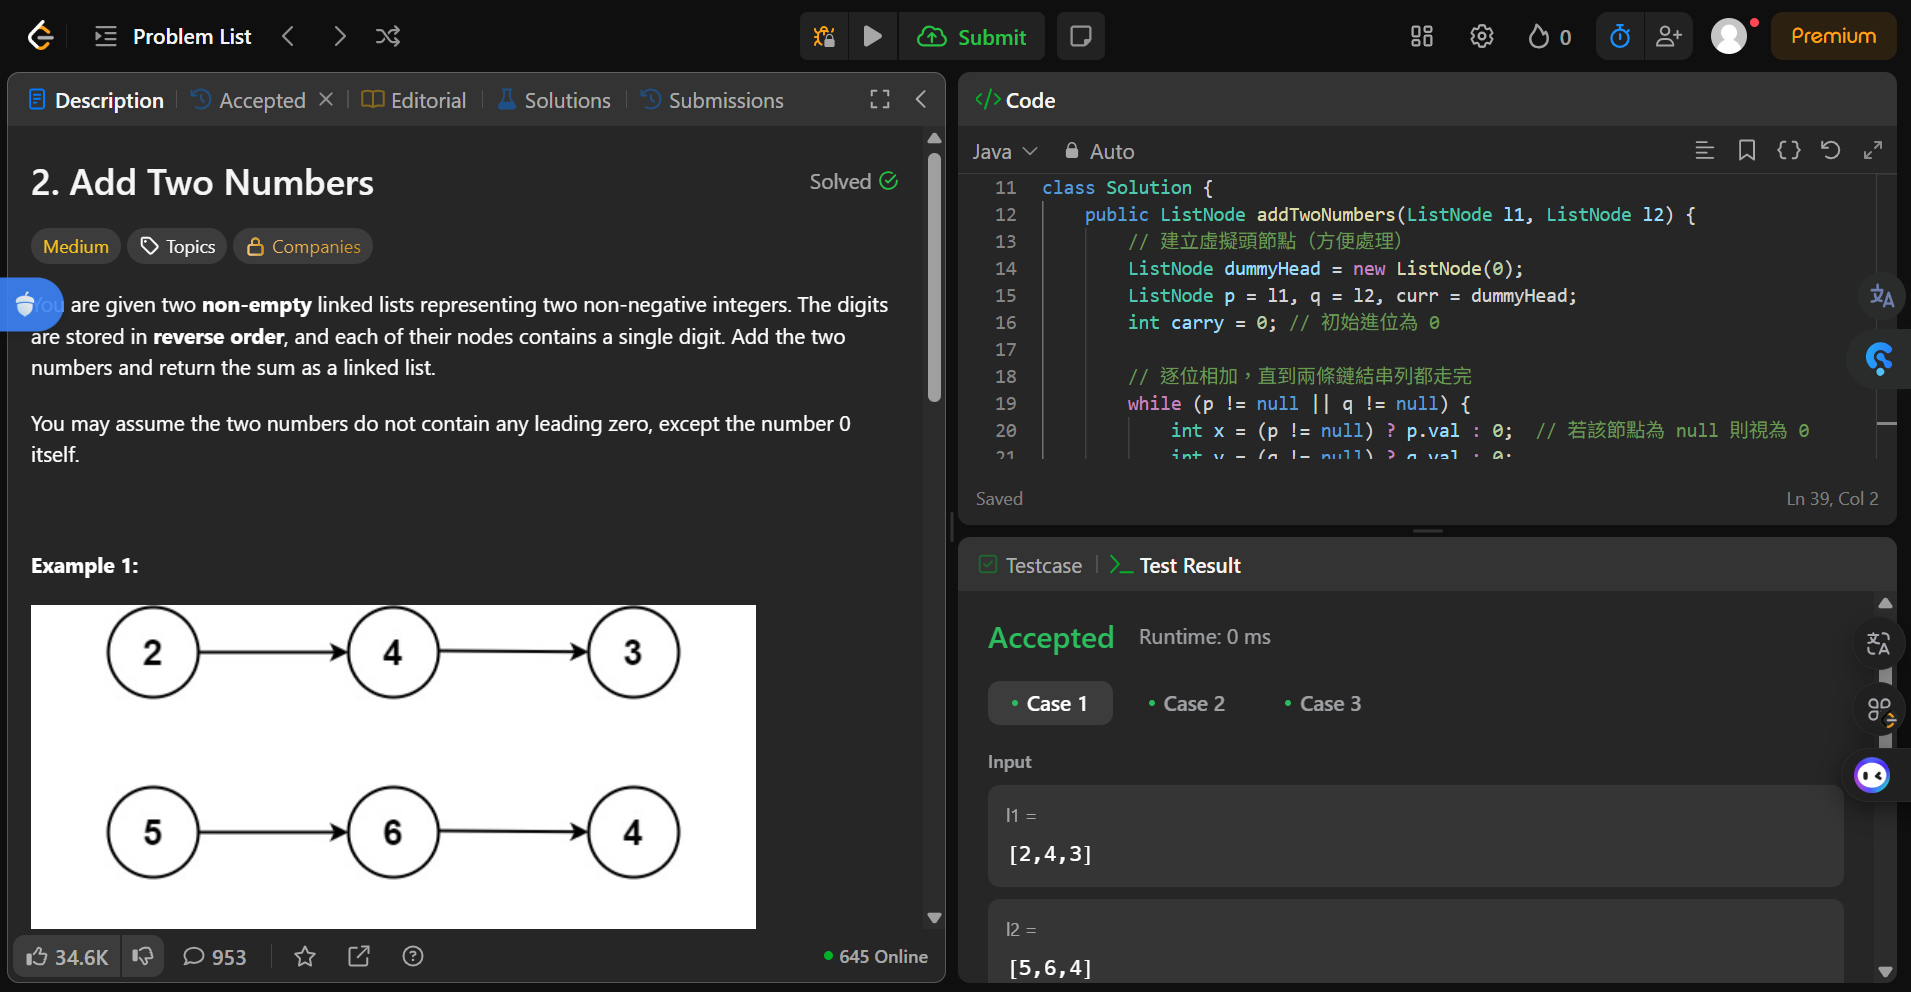 Problem List
Submit
0
Premium
Description
Accepted
Editorial
Solutions
Submissions
2. Add Two Numbers
Solved
Medium
Topics
Companies
You are given two non-empty linked lists representing two non-negative integers. The digits
are stored in reverse order, and each of their nodes contains a single digit. Add the two
numbers and return the sum as a linked list.
You may assume the two numbers do not contain any leading zero, except the number 0
itself.
Example 1:
2 4 3
5 6 4
34.6K
953
645 Online
</> Code
Java
Auto
11 class Solution {
12 public ListNode addTwoNumbers(ListNode l1, ListNode l2) {
13 // 建立虛擬頭節點（方便處理）
14 ListNode dummyHead = new ListNode(0);
15 ListNode p = l1, q = l2, curr = dummyHead;
16 int carry = 0; // 初始進位為 0
17
18 // 逐位相加，直到兩條鏈結串列都走完
19 while (p != null || q != null) {
20 int x = (p != null) ? p.val : 0; // 若該節點為 null 則視為 0
21 int y = (q != null) ? q.val : 0;
Saved
Ln 39, Col 2
Testcase
Test Result
Accepted
Runtime: 0 ms
Case 1
Case 2
Case 3
Input
l1 =
[2,4,3]
l2 =
[5,6,4]